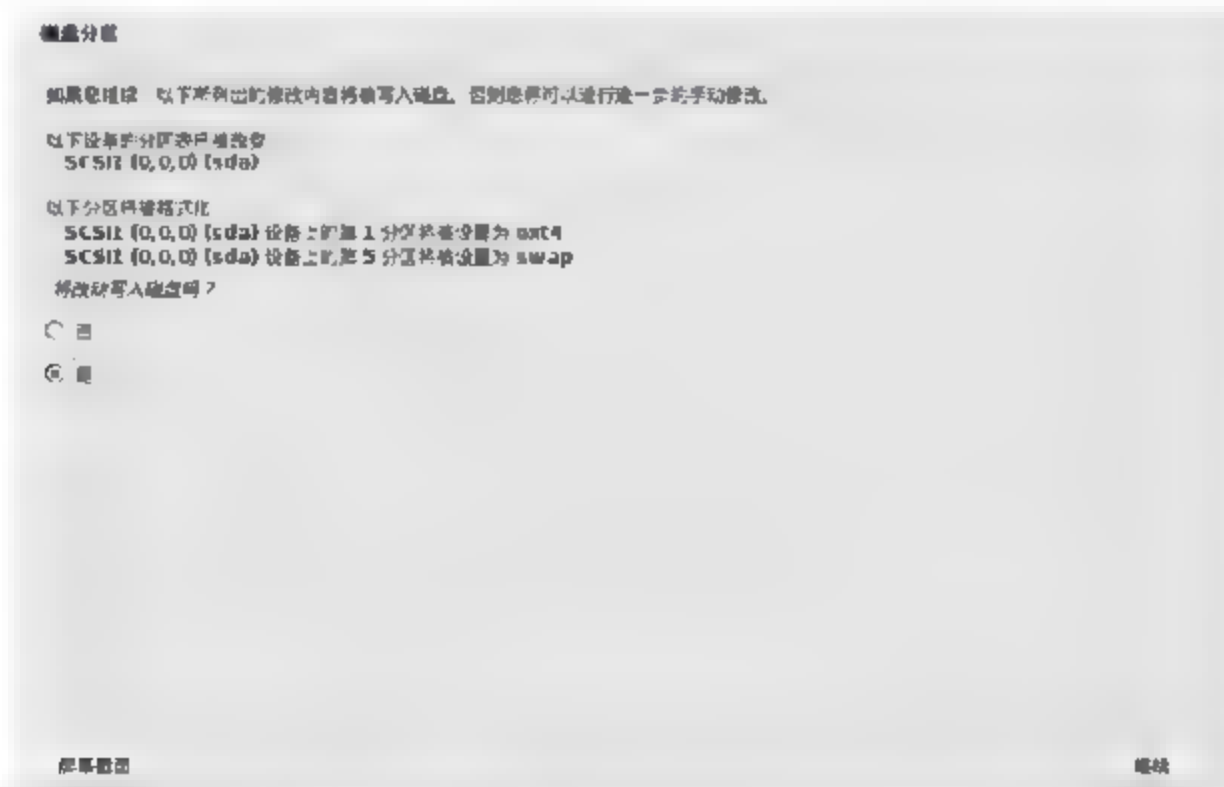 磁盘分区
如果您继续，以下所列出的修改内容将被写入磁盘。否则您将可以进行进一步的手动修改。
以下设备的分区表已被改变
SCSI2 (0,0,0) (sda)
以下分区将被格式化
SCSI2 (0,0,0) (sda) 设备上的第 1 分区将被设置为 ext4
SCSI2 (0,0,0) (sda) 设备上的第 5 分区将被设置为 swap
将改动写入磁盘吗？
否
是
屏幕截图
继续